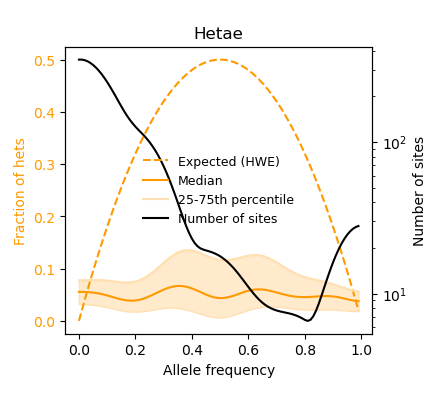 Hetae
Fraction of hets
0.5
0.4
0.3
0.2
0.1
0.0
Expected (HWE)
Median
25-75th percentile
Number of sites
10²
10¹
Number of sites
0.0 0.2 0.4 0.6 0.8 1.0
Allele frequency